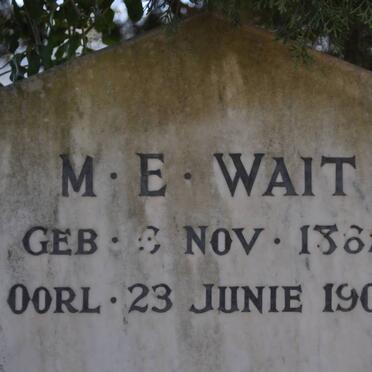 M · E · WAIT
GEB · NOV ·
OORL · 23 JUNIE